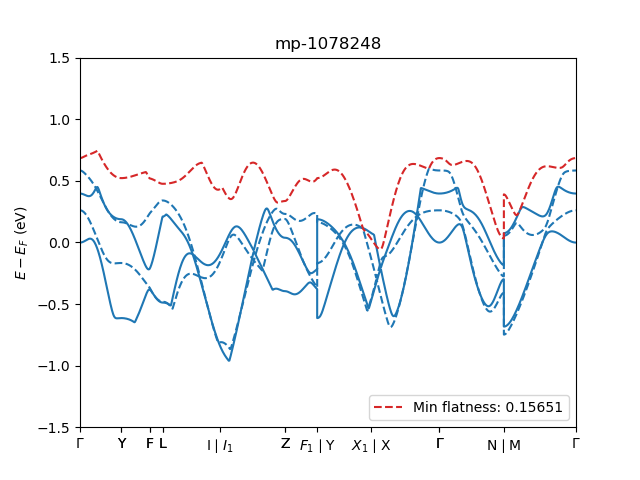 mp-1078248
E − E_F (eV)
1.5
1.0
0.5
0.0
−0.5
−1.0
−1.5
Min flatness: 0.15651
Γ Y F L I | I₁ Z F₁ | Y X₁ | X Γ N | M Γ